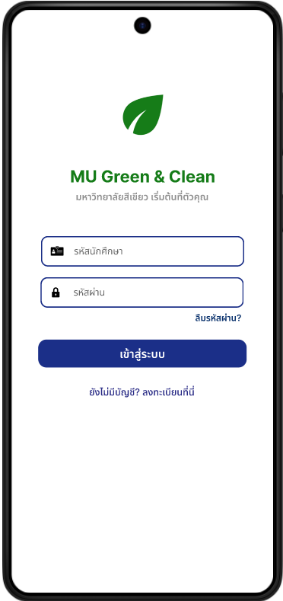 MU Green & Clean
มหาวิทยาลัยสีเขียว เริ่มต้นที่ตัวคุณ
รหัสนักศึกษา
รหัสผ่าน
ลืมรหัสผ่าน?
เข้าสู่ระบบ
ยังไม่มีบัญชี? ลงทะเบียนที่นี่